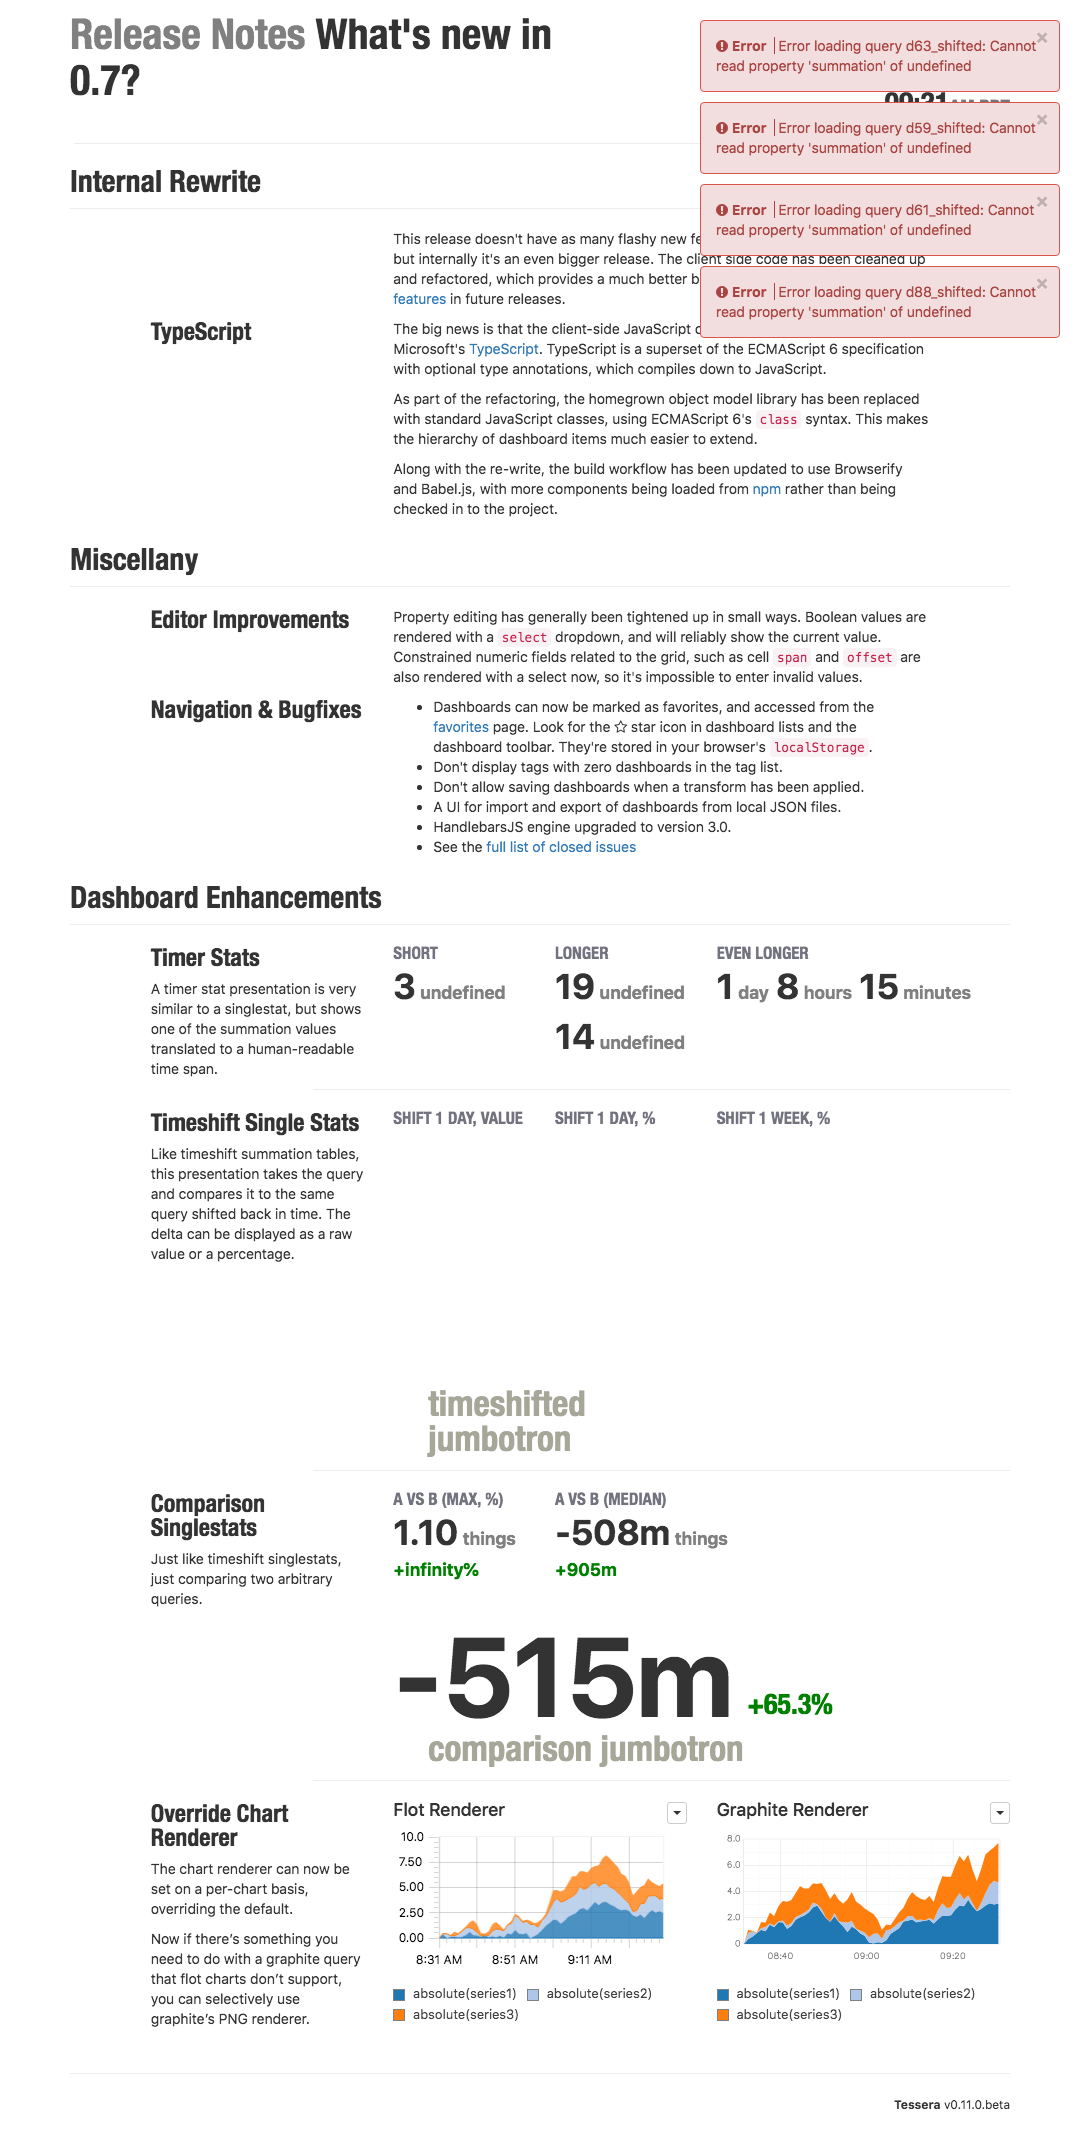 Release Notes What's new in
0.7?
Error | Error loading query d63_shifted: Cannot
read property 'summation' of undefined
Error | Error loading query d59_shifted: Cannot
read property 'summation' of undefined
Error | Error loading query d61_shifted: Cannot
read property 'summation' of undefined
Error | Error loading query d88_shifted: Cannot
read property 'summation' of undefined
Internal Rewrite
This release doesn't have as many flashy new
but internally it's an even bigger release. The client side code has been cleaned up
and refactored, which provides a much better
features in future releases.
TypeScript
The big news is that the client-side JavaScript
Microsoft's TypeScript. TypeScript is a superset of the ECMAScript 6 specification
with optional type annotations, which compiles down to JavaScript.
As part of the refactoring, the homegrown object model library has been replaced
with standard JavaScript classes, using ECMAScript 6's class syntax. This makes
the hierarchy of dashboard items much easier to extend.
Along with the re-write, the build workflow has been updated to use Browserify
and Babel.js, with more components being loaded from npm rather than being
checked in to the project.
Miscellany
Editor Improvements
Property editing has generally been tightened up in small ways. Boolean values are
rendered with a select dropdown, and will reliably show the current value.
Constrained numeric fields related to the grid, such as cell span and offset are
also rendered with a select now, so it's impossible to enter invalid values.
Navigation & Bugfixes
• Dashboards can now be marked as favorites, and accessed from the
favorites page. Look for the ☆ star icon in dashboard lists and the
dashboard toolbar. They're stored in your browser's localStorage.
• Don't display tags with zero dashboards in the tag list.
• Don't allow saving dashboards when a transform has been applied.
• A UI for import and export of dashboards from local JSON files.
• HandlebarsJS engine upgraded to version 3.0.
• See the full list of closed issues
Dashboard Enhancements
Timer Stats
A timer stat presentation is very
similar to a singlestat, but shows
one of the summation values
translated to a human-readable
time span.
SHORT
3 undefined
LONGER
19 undefined
14 undefined
EVEN LONGER
1 day 8 hours 15 minutes
Timeshift Single Stats
Like timeshift summation tables,
this presentation takes the query
and compares it to the same
query shifted back in time. The
delta can be displayed as a raw
value or a percentage.
SHIFT 1 DAY, VALUE
SHIFT 1 DAY, %
SHIFT 1 WEEK, %
timeshifted
jumbotron
Comparison
Singlestats
Just like timeshift singlestats,
just comparing two arbitrary
queries.
A VS B (MAX, %)
1.10 things
+infinity%
A VS B (MEDIAN)
-508m things
+905m
-515m +65.3%
comparison jumbotron
Override Chart
Renderer
The chart renderer can now be
set on a per-chart basis,
overriding the default.
Now if there's something you
need to do with a graphite query
that flot charts don't support,
you can selectively use
graphite's PNG renderer.
Flot Renderer
10.0
7.50
5.00
2.50
0.00
8:31 AM 8:51 AM 9:11 AM
absolute(series1) absolute(series2)
absolute(series3)
Graphite Renderer
8.0
6.0
4.0
2.0
0
08:40 09:00 09:20
absolute(series1) absolute(series2)
absolute(series3)
Tessera v0.11.0.beta